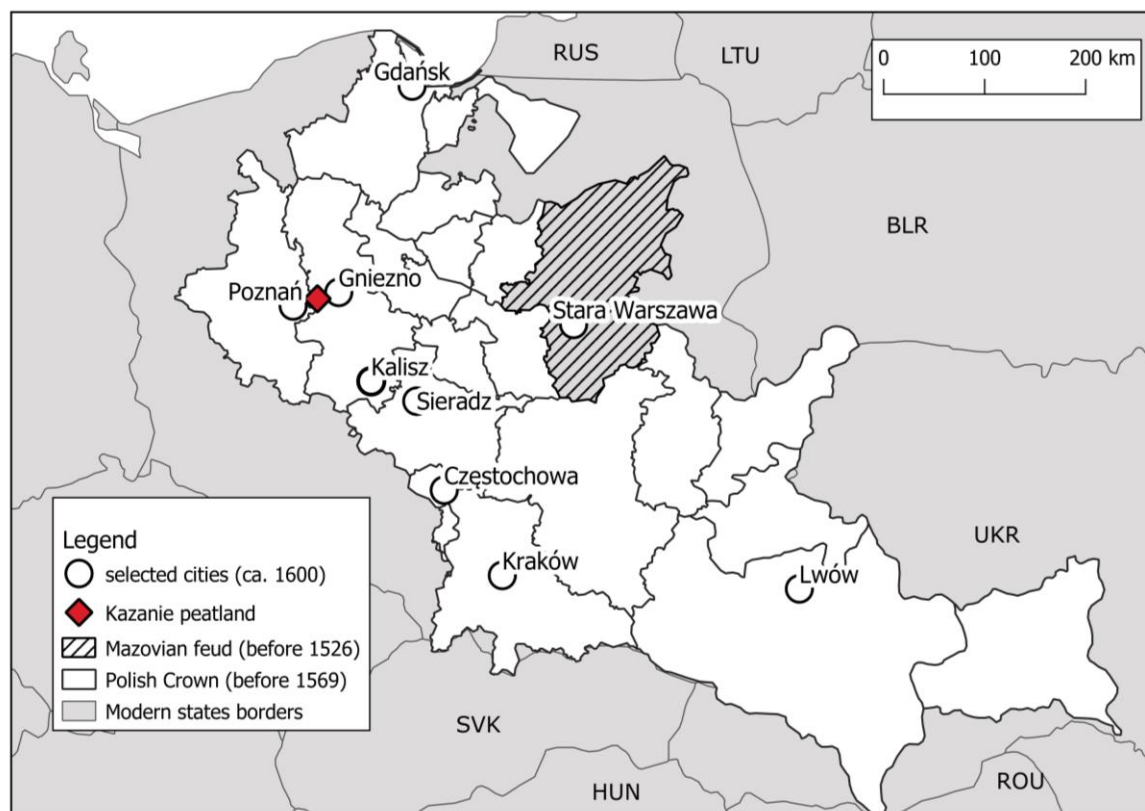 RUS
LTU
0 100 200 km
Gdańsk
BLR
Poznań
Gniezno
Stara Warszawa
Kalisz
Sieradz
Częstochowa
Kraków
Lwów
UKR
Legend
selected cities (ca. 1600)
Kazanie peatland
Mazovian feud (before 1526)
Polish Crown (before 1569)
Modern states borders
SVK
HUN
ROU